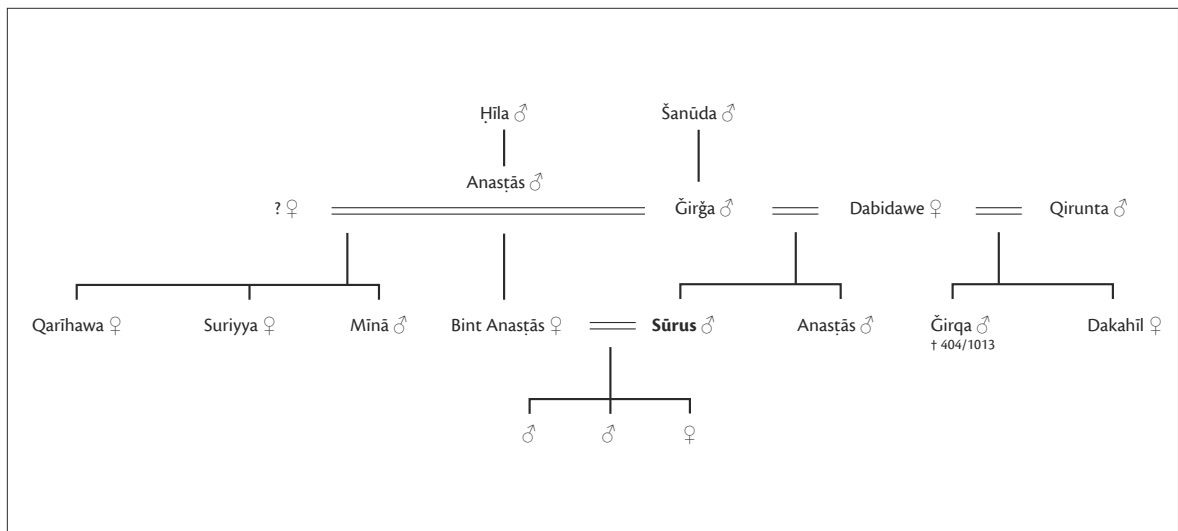 Ḥīla ♂ Šanūda ♂
Anasṭās ♂
? ♀ Ǧirǧa ♂ Dabidawe ♀ Qirunta ♂
Qarīhawa ♀ Suriyya ♀ Mīnā ♂ Bint Anasṭās ♀ Sūrus ♂ Anasṭās ♂ Ǧirqa ♂ Dakahīl ♀
† 404/1013
♂ ♂ ♀